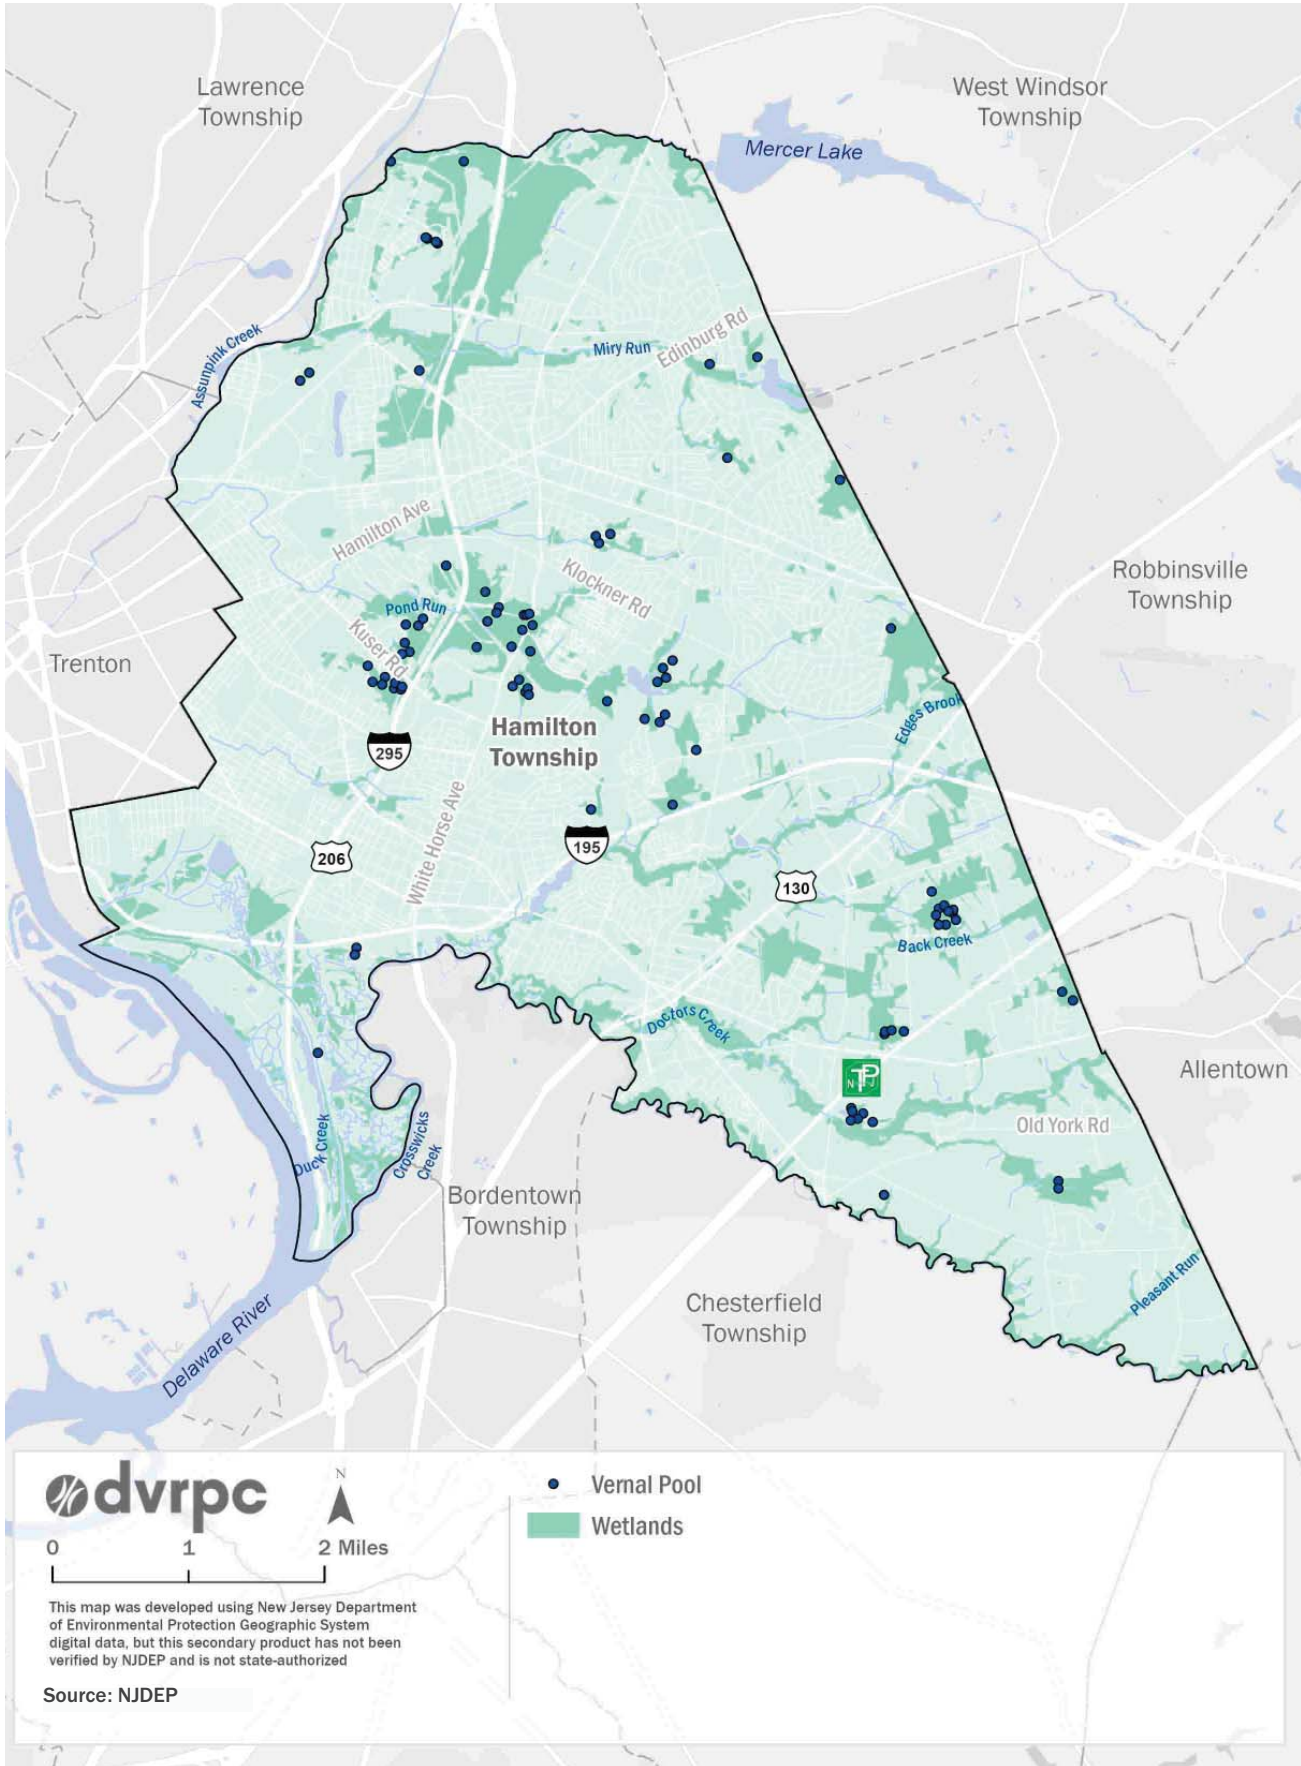 Lawrence
Township
West Windsor
Township
Mercer Lake
Assunpink Creek
Miry Run
Edinburg Rd
Hamilton Ave
Klockner Rd
Robbinsville
Township
Pond Run
Kuser Rd
Trenton
Edges Brook
Hamilton
Township
295
White Horse Ave
195
206
130
Back Creek
Doctors Creek
NJTP
Allentown
Old York Rd
Duck Creek
Crosswicks
Creek
Bordentown
Township
Pleasant Run
Chesterfield
Township
Delaware River
dvrpc
N
0 1 2 Miles
This map was developed using New Jersey Department
of Environmental Protection Geographic System
digital data, but this secondary product has not been
verified by NJDEP and is not state-authorized
Source: NJDEP
Vernal Pool
Wetlands